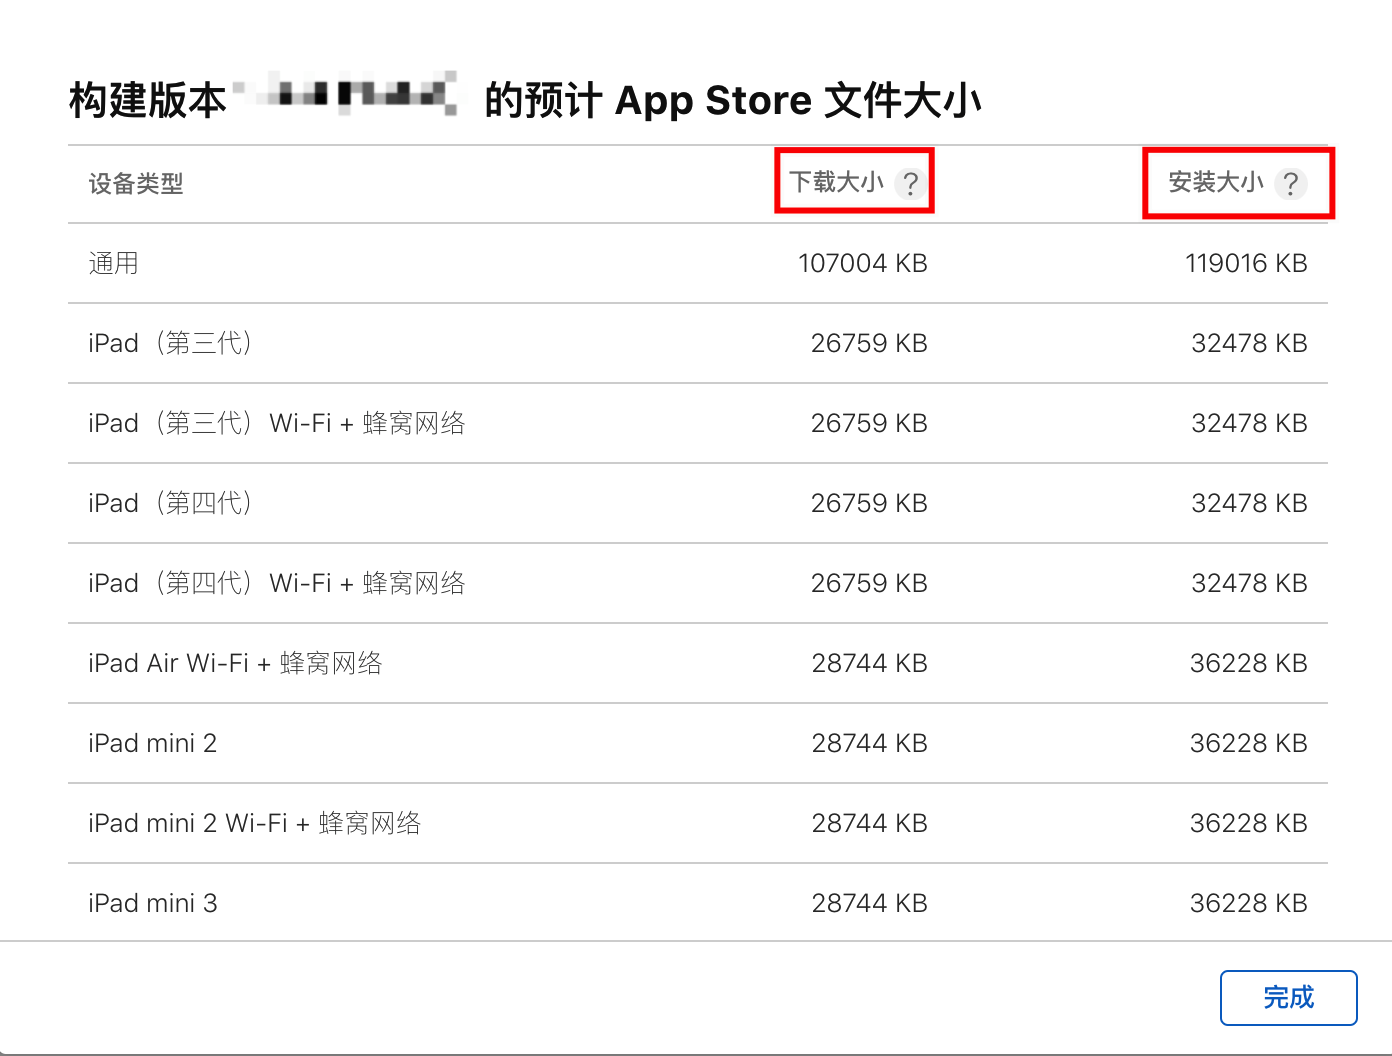 构建版本 的预计 App Store 文件大小
设备类型 下载大小 ? 安装大小 ?
通用 107004 KB 119016 KB
iPad（第三代） 26759 KB 32478 KB
iPad（第三代）Wi-Fi + 蜂窝网络 26759 KB 32478 KB
iPad（第四代） 26759 KB 32478 KB
iPad（第四代）Wi-Fi + 蜂窝网络 26759 KB 32478 KB
iPad Air Wi-Fi + 蜂窝网络 28744 KB 36228 KB
iPad mini 2 28744 KB 36228 KB
iPad mini 2 Wi-Fi + 蜂窝网络 28744 KB 36228 KB
iPad mini 3 28744 KB 36228 KB
完成